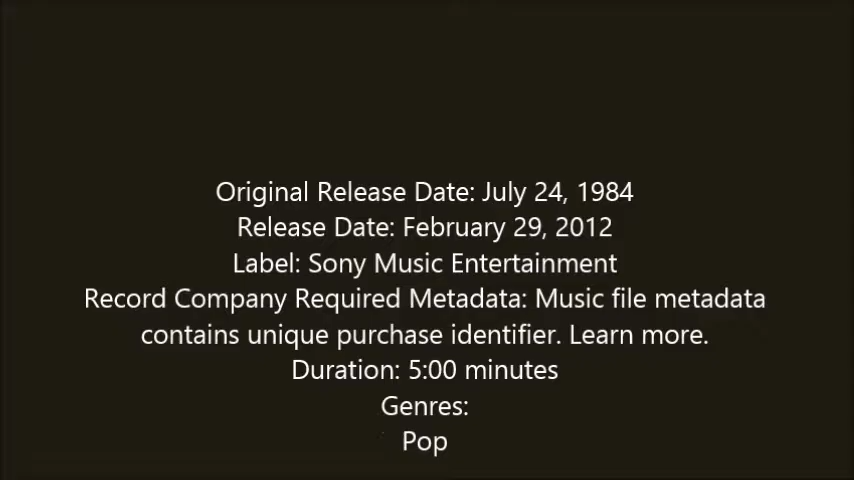 Original Release Date: July 24, 1984
Release Date: February 29, 2012
Label: Sony Music Entertainment
Record Company Required Metadata: Music file metadata
contains unique purchase identifier. Learn more.
Duration: 5:00 minutes
Genres:
Pop